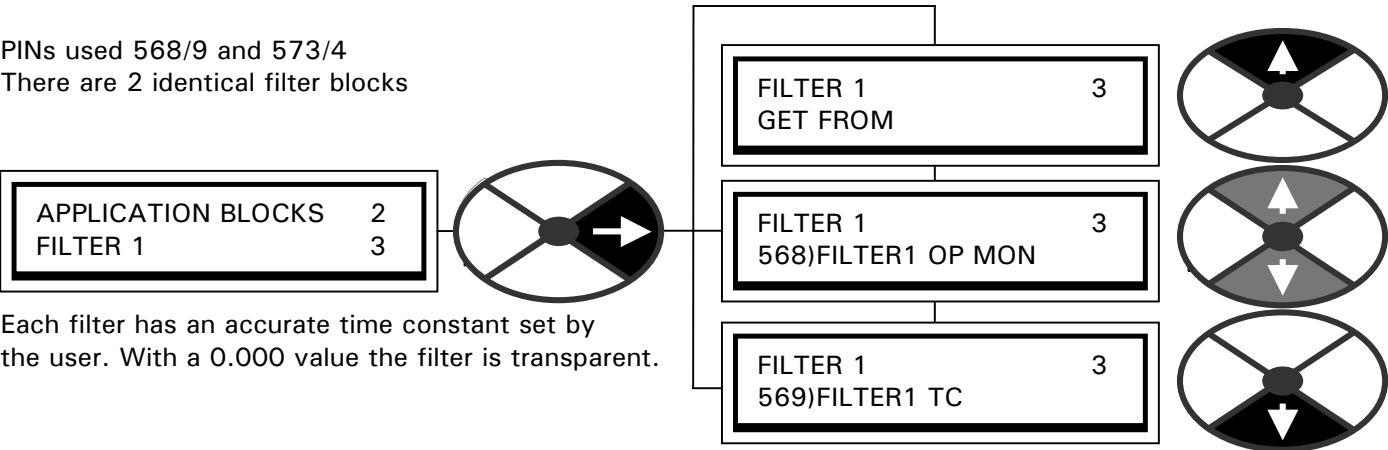 PINs used 568/9 and 573/4
There are 2 identical filter blocks
APPLICATION BLOCKS 2
FILTER 1 3
Each filter has an accurate time constant set by
the user. With a 0.000 value the filter is transparent.
FILTER 1 3
GET FROM
FILTER 1 3
568)FILTER1 OP MON
FILTER 1 3
569)FILTER1 TC